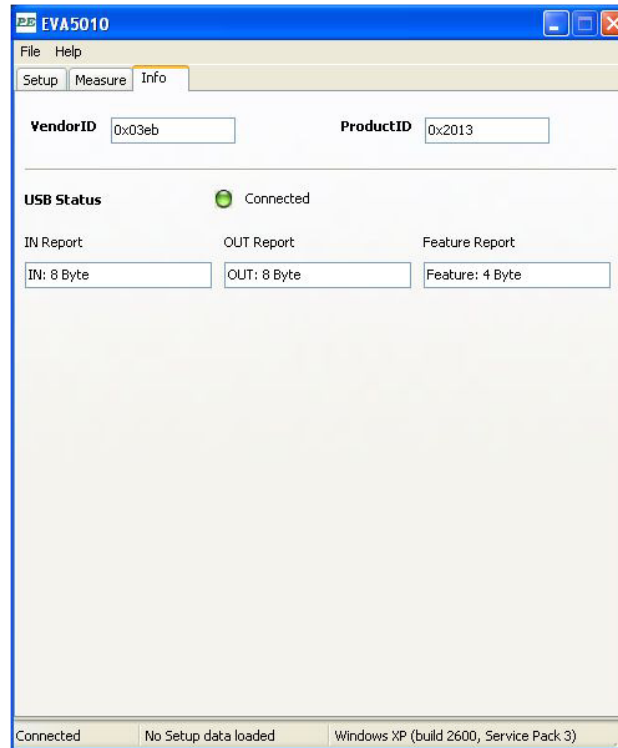 PE EVA5010
File Help
Setup Measure Info
VendorID 0x03eb ProductID 0x2013
USB Status Connected
IN Report OUT Report Feature Report
IN: 8 Byte OUT: 8 Byte Feature: 4 Byte
Connected No Setup data loaded Windows XP (build 2600, Service Pack 3)